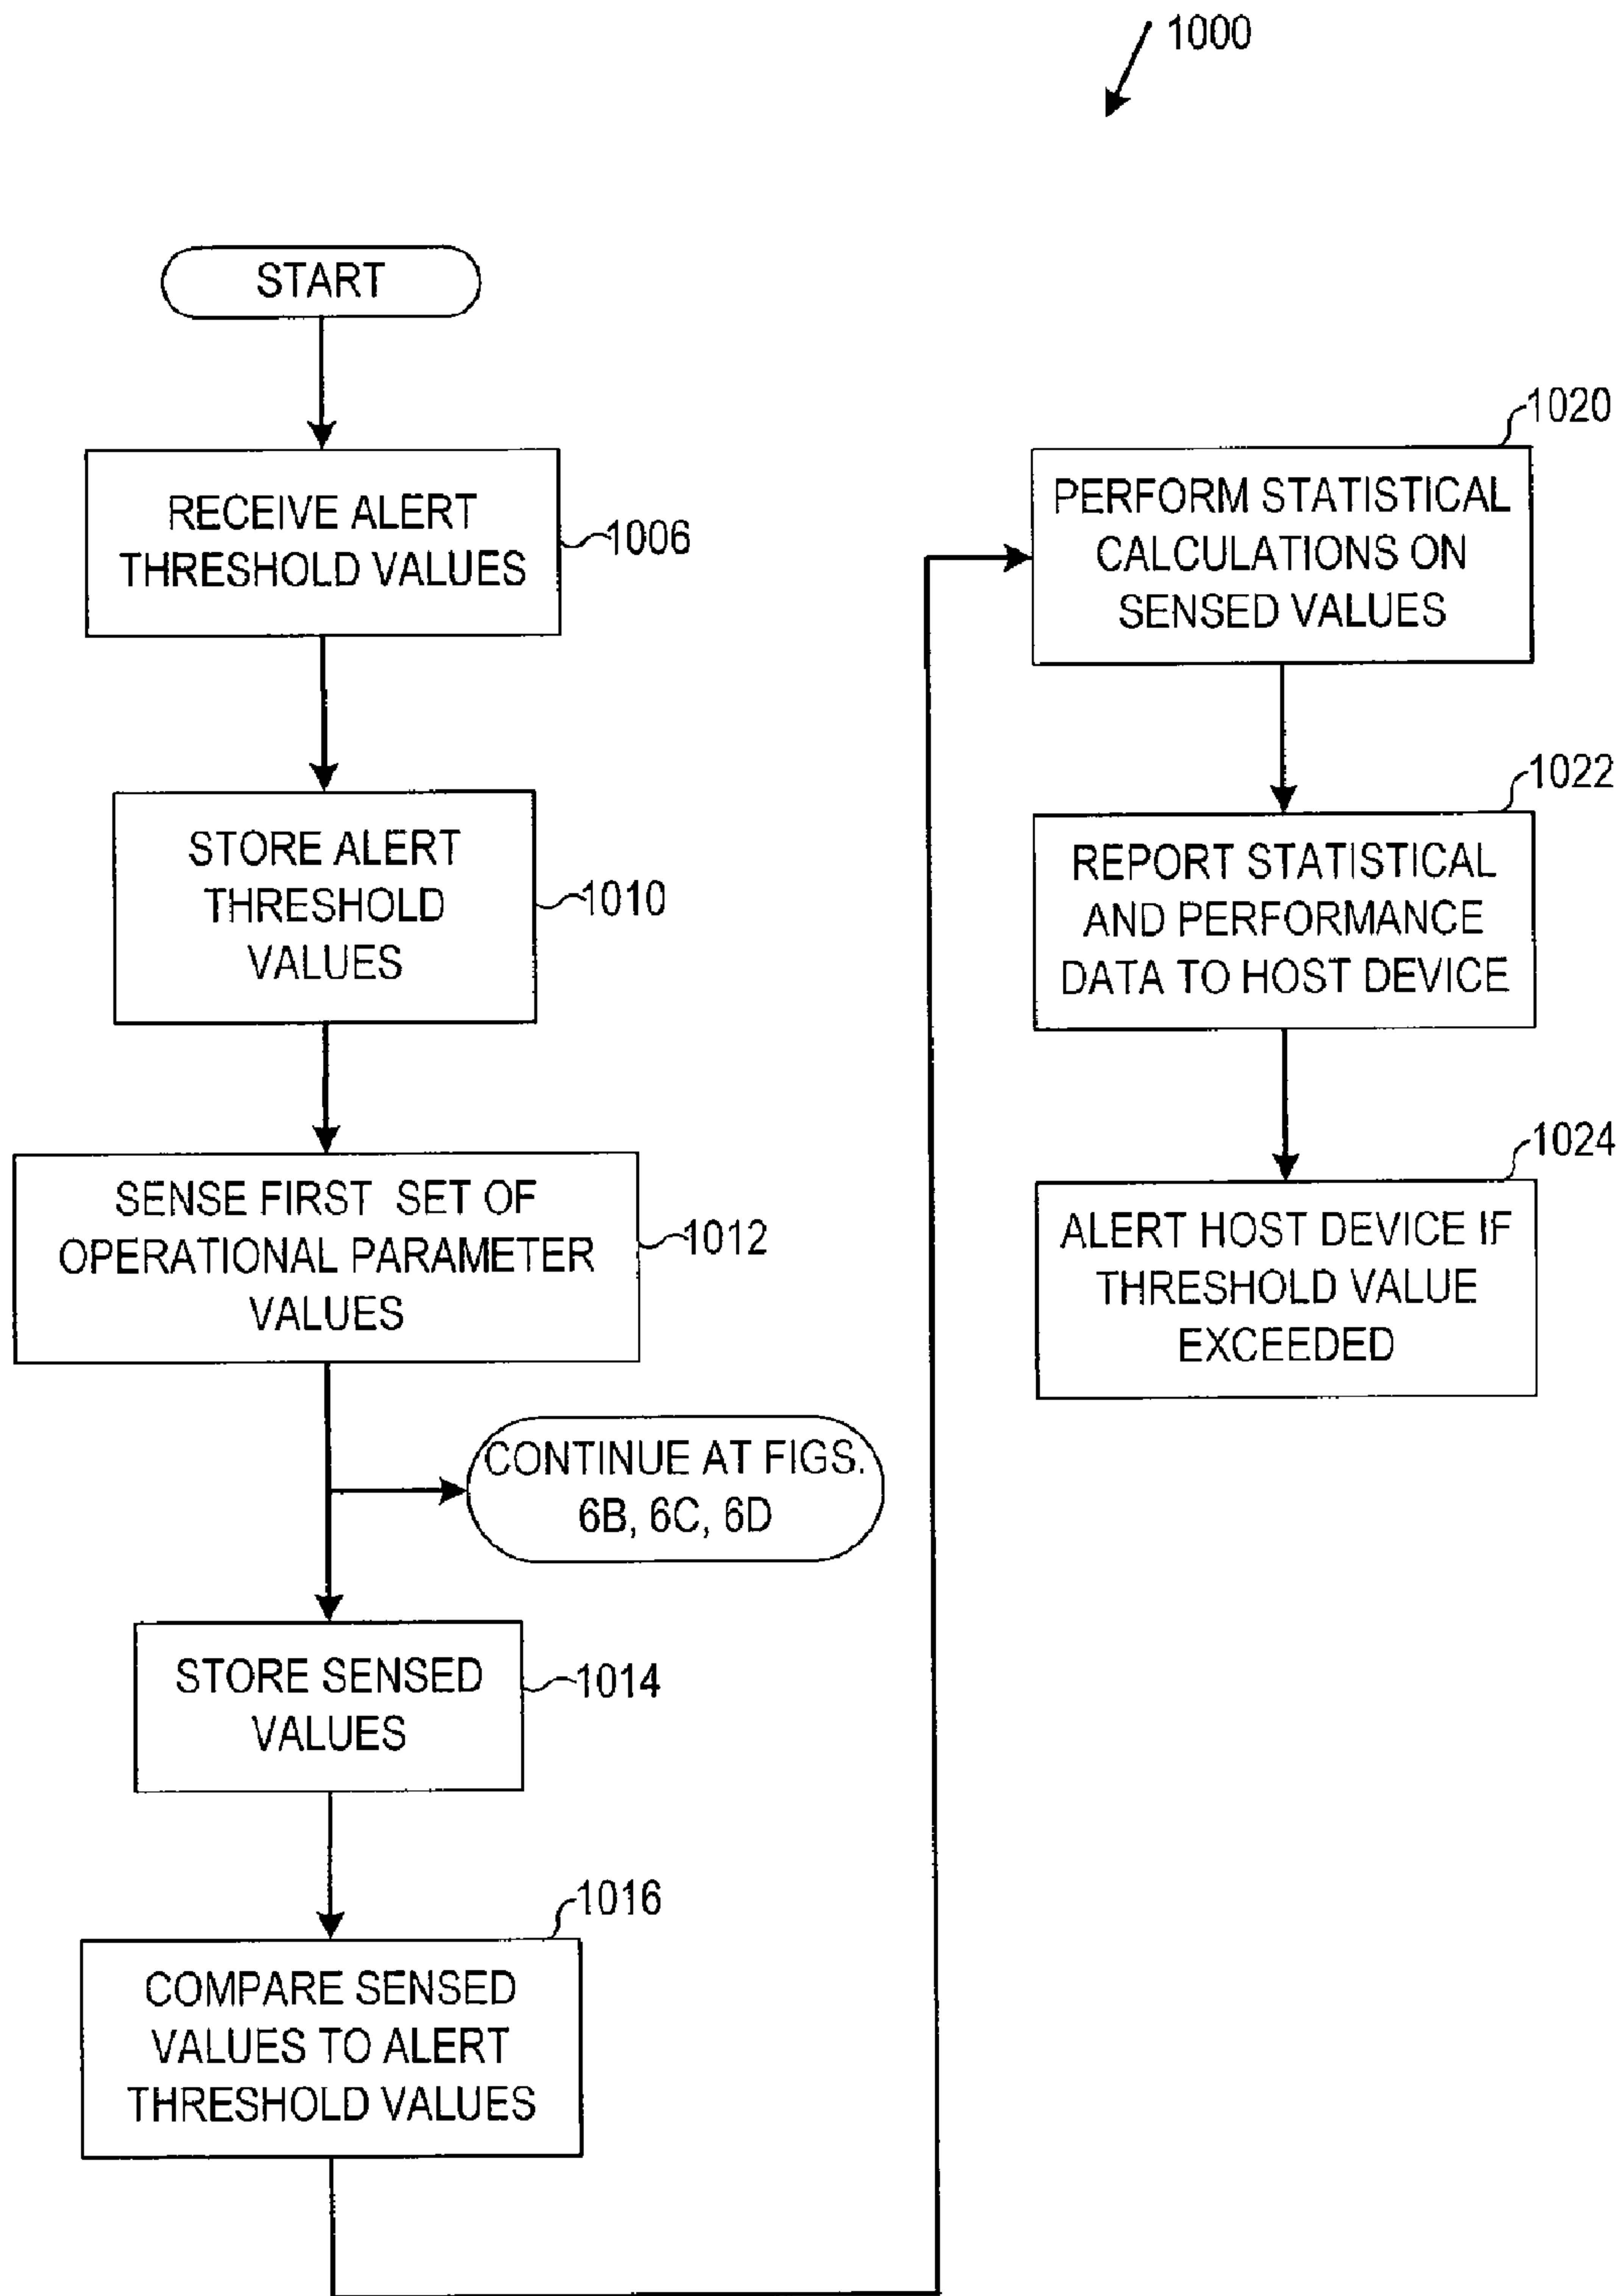 1000
START
RECEIVE ALERT
THRESHOLD VALUES
1006
STORE ALERT
THRESHOLD
VALUES
1010
SENSE FIRST SET OF
OPERATIONAL PARAMETER
VALUES
1012
CONTINUE AT FIGS.
6B, 6C, 6D
STORE SENSED
VALUES
1014
1016
COMPARE SENSED
VALUES TO ALERT
THRESHOLD VALUES
1020
PERFORM STATISTICAL
CALCULATIONS ON
SENSED VALUES
1022
REPORT STATISTICAL
AND PERFORMANCE
DATA TO HOST DEVICE
1024
ALERT HOST DEVICE IF
THRESHOLD VALUE
EXCEEDED